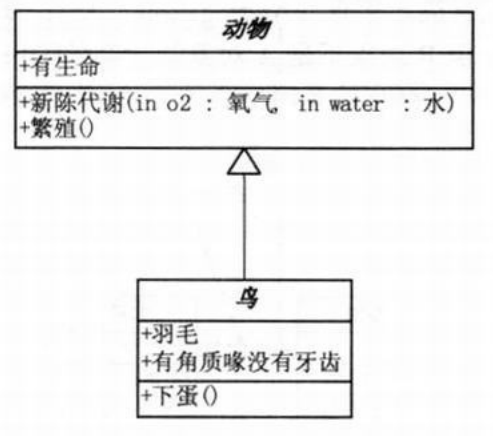 动物
+有生命
+新陈代谢(in o2 : 氧气, in water : 水)
+繁殖()
鸟
+羽毛
+有角质喙没有牙齿
+下蛋()